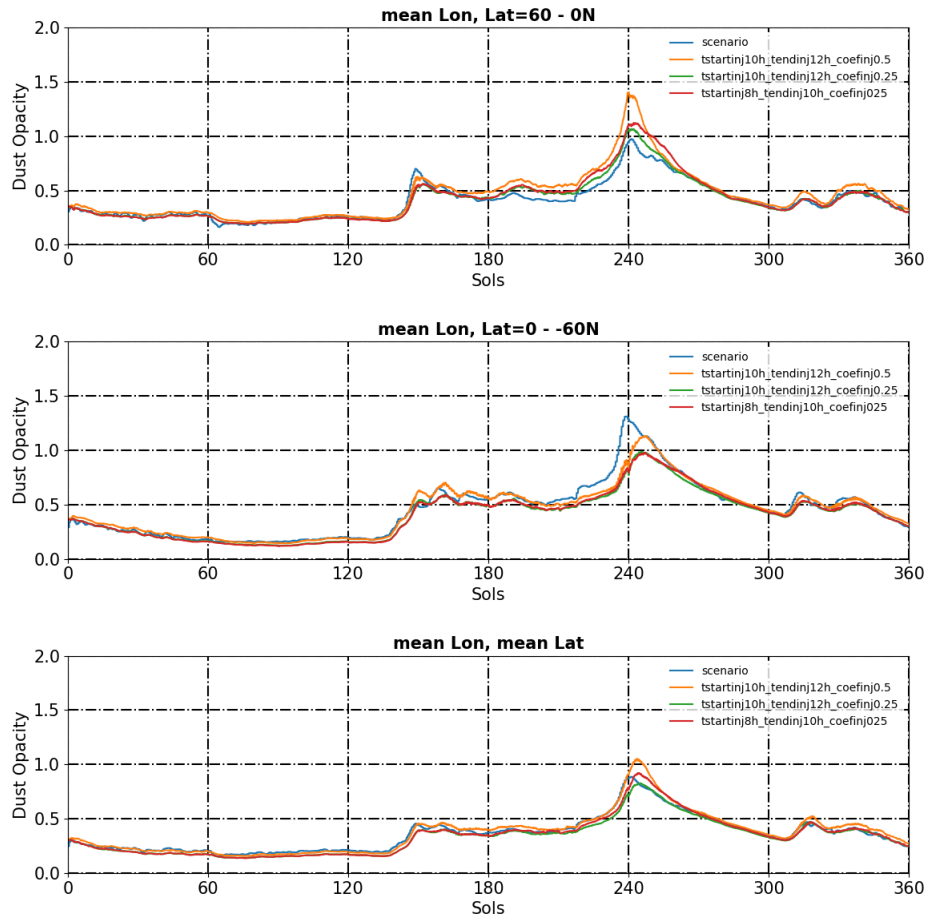 mean Lon, Lat=60 - 0N
2.0
1.5
1.0
0.5
0.0
Dust Opacity
scenario
tstartinj10h_tendinj12h_coefinj0.5
tstartinj10h_tendinj12h_coefinj0.25
tstartinj8h_tendinj10h_coefinj025
0 60 120 180 240 300 360
Sols
mean Lon, Lat=0 - -60N
2.0
1.5
1.0
0.5
0.0
Dust Opacity
scenario
tstartinj10h_tendinj12h_coefinj0.5
tstartinj10h_tendinj12h_coefinj0.25
tstartinj8h_tendinj10h_coefinj025
0 60 120 180 240 300 360
Sols
mean Lon, mean Lat
2.0
1.5
1.0
0.5
0.0
Dust Opacity
scenario
tstartinj10h_tendinj12h_coefinj0.5
tstartinj10h_tendinj12h_coefinj0.25
tstartinj8h_tendinj10h_coefinj025
0 60 120 180 240 300 360
Sols